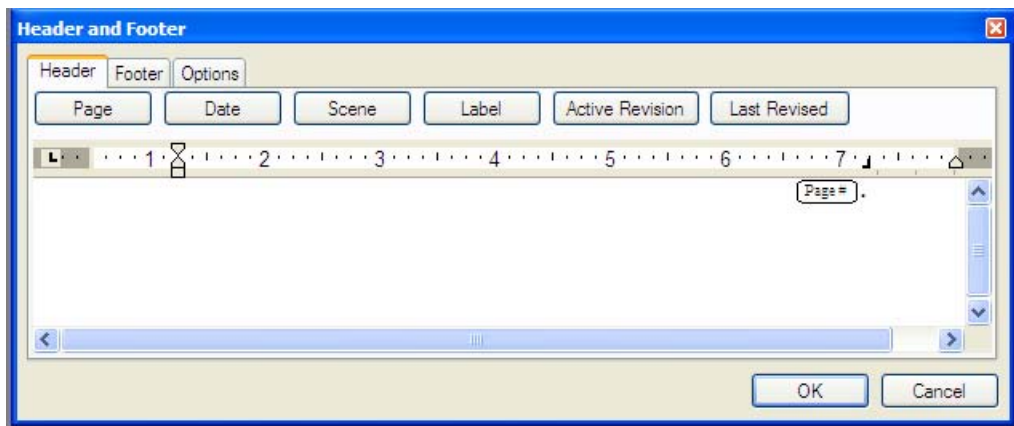 Header and Footer
Header Footer Options
Page Date Scene Label Active Revision Last Revised
L 1 2 3 4 5 6 7
Page # .
OK Cancel